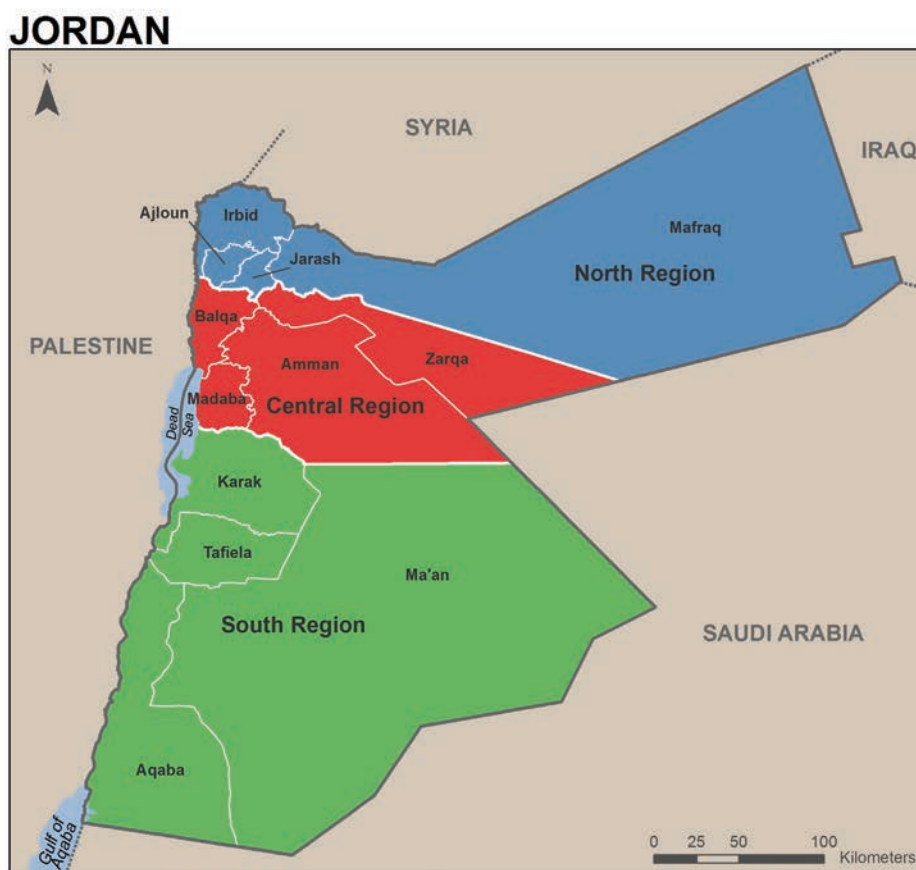 JORDAN
N
SYRIA
IRAQ
Ajloun
Irbid
Mafraq
Jarash
North Region
Balqa
PALESTINE
Amman
Zarqa
Madaba
Central Region
Dead
Sea
Karak
Tafiela
Ma'an
South Region
SAUDI ARABIA
Aqaba
Gulf of
Aqaba
0 25 50 100
Kilometers